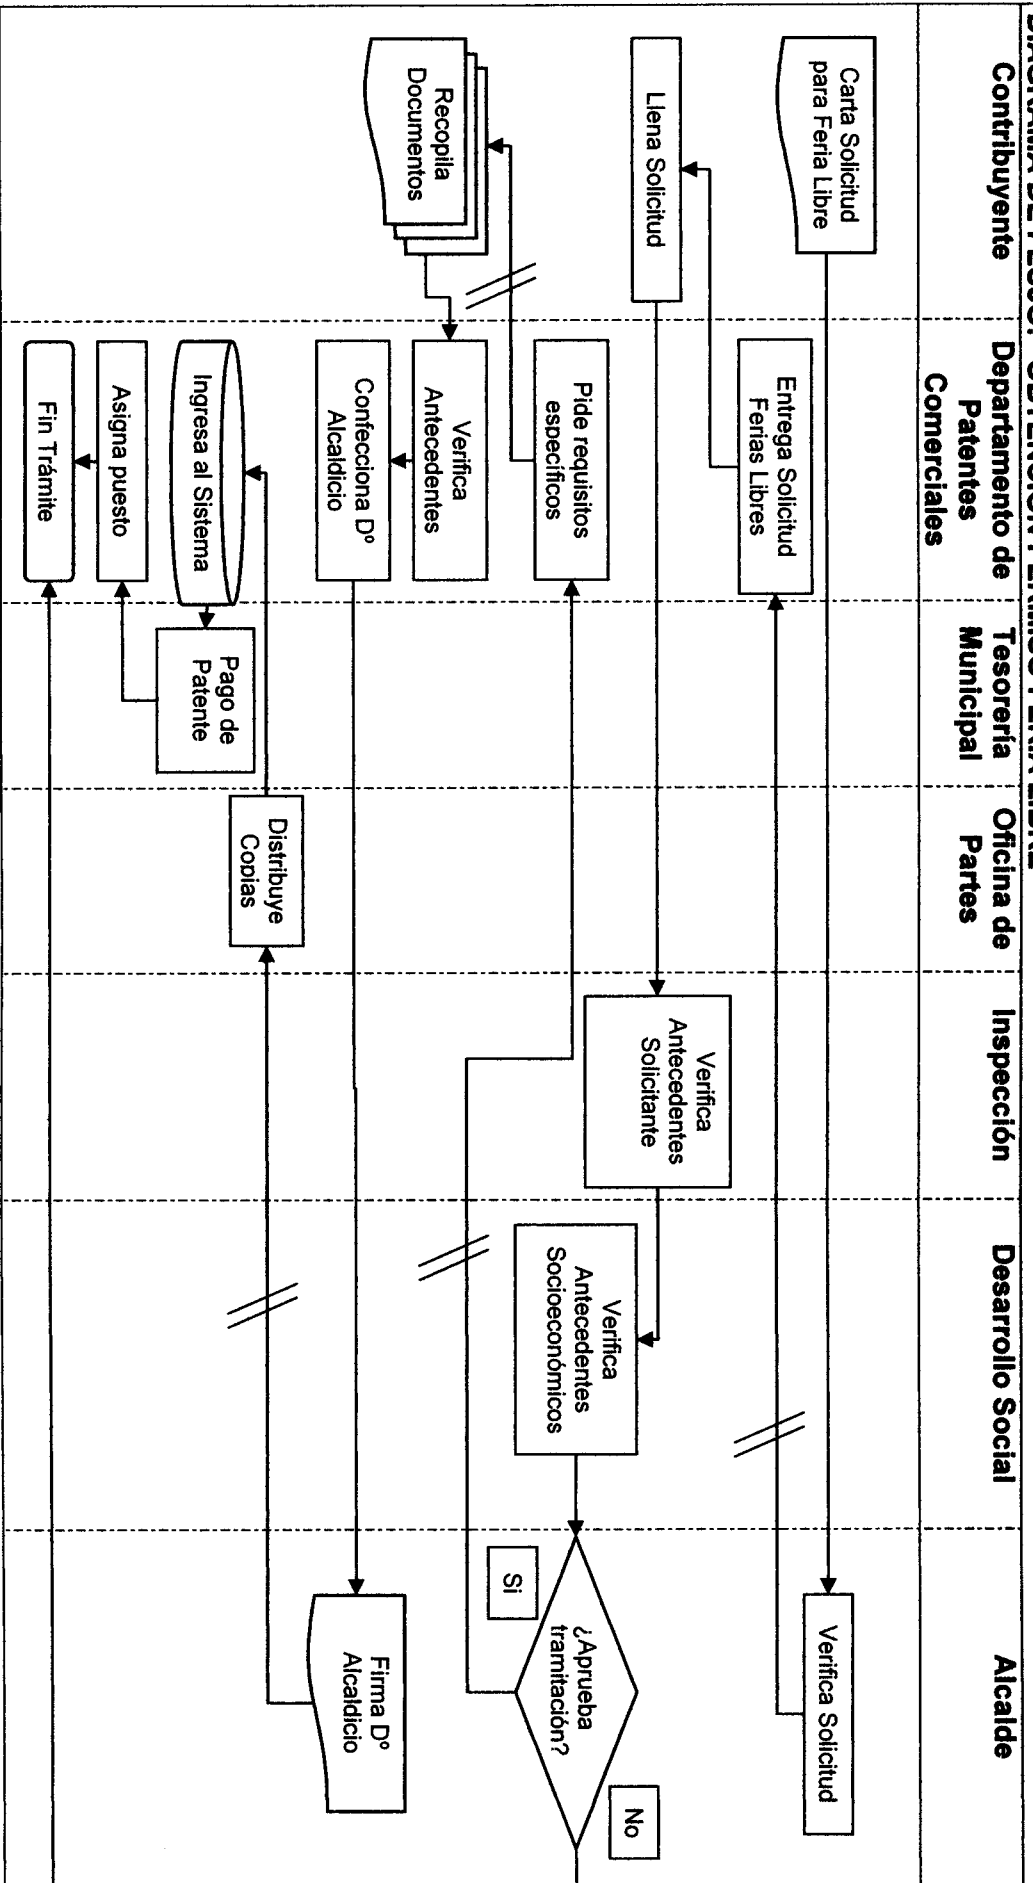 Contribuyente
Departamento de
Patentes
Comerciales
Tesorería
Municipal
Oficina de
Partes
Inspección
Desarrollo Social
Alcalde
Carta Solicitud
para Feria Libre
Verifica Solicitud
Entrega Solicitud
Ferias Libres
Llena Solicitud
Verifica
Antecedentes
Solicitante
Verifica
Antecedentes
Socioeconómicos
¿Aprueba
tramitación?
No
Si
Pide requisitos
específicos
Recopila
Documentos
Verifica
Antecedentes
Confecciona Dº
Alcaldicio
Firma Dº
Alcaldicio
Distribuye
Copias
Ingresa al Sistema
Pago de
Patente
Asigna puesto
Fin Trámite